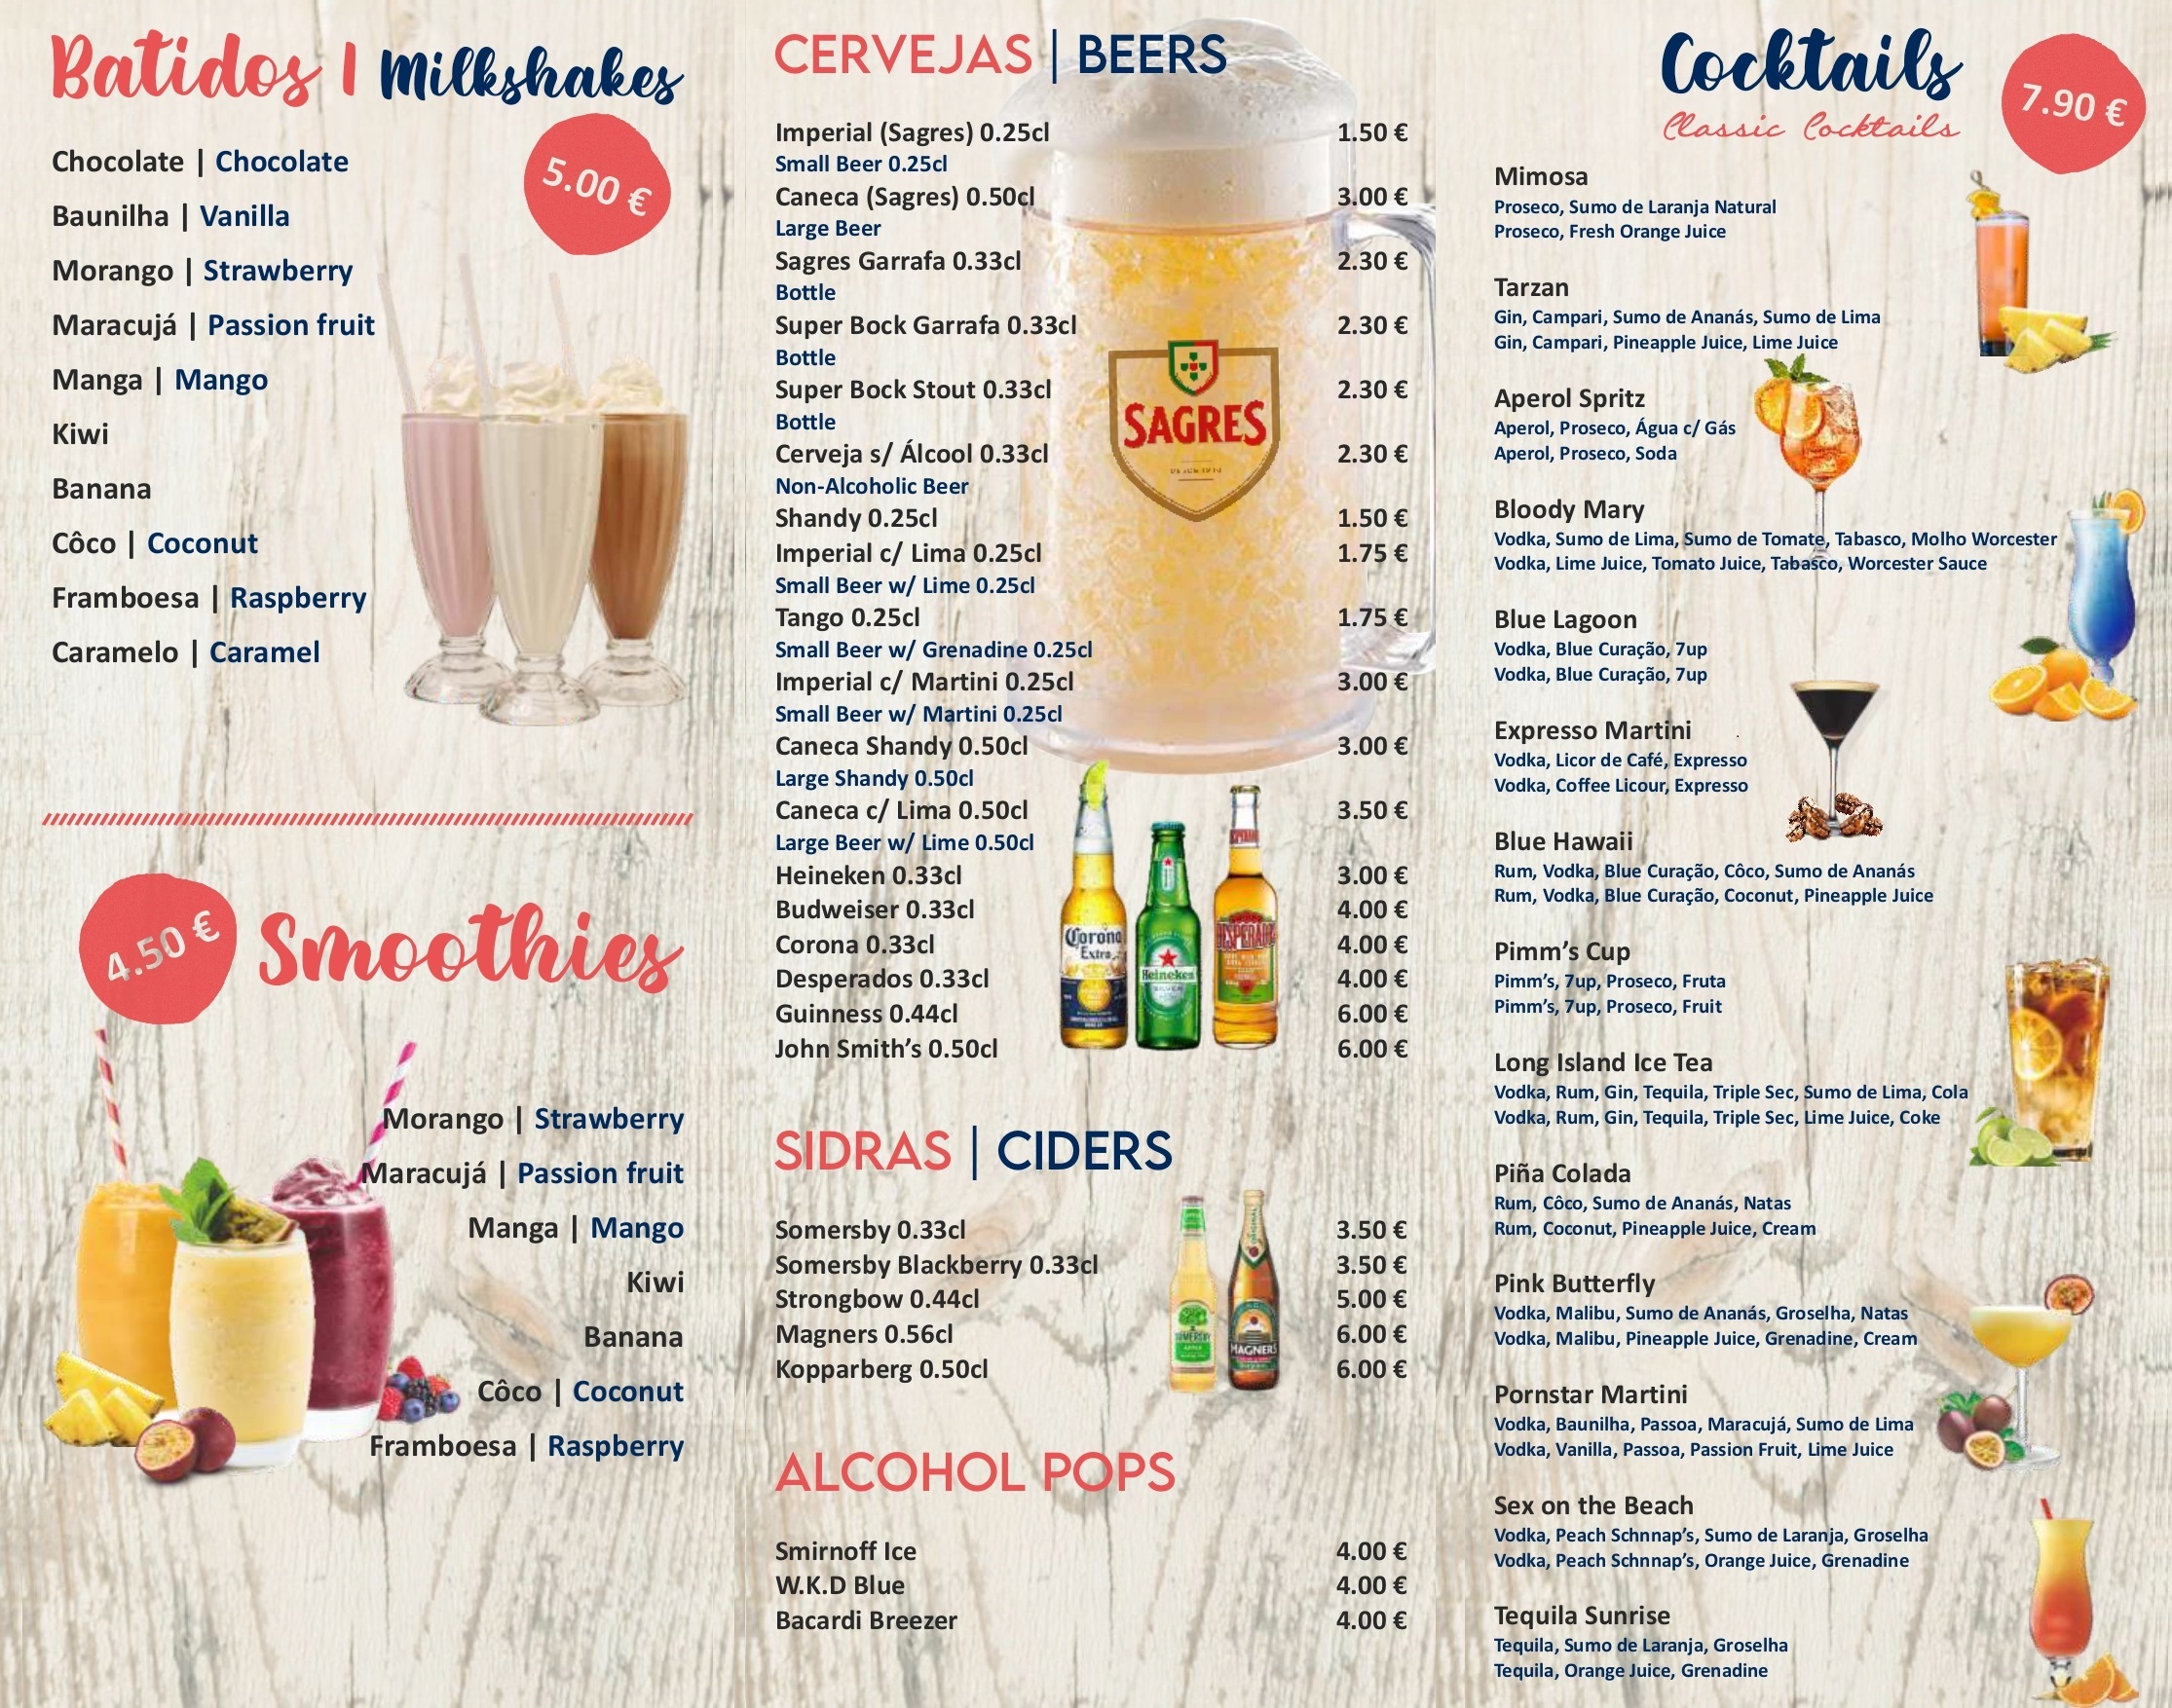 Batidos | Milkshakes
5.00 €
Chocolate | Chocolate
Baunilha | Vanilla
Morango | Strawberry
Maracujá | Passion fruit
Manga | Mango
Kiwi
Banana
Côco | Coconut
Framboesa | Raspberry
Caramelo | Caramel
4.50 €
Smoothies
Morango | Strawberry
Maracujá | Passion fruit
Manga | Mango
Kiwi
Banana
Côco | Coconut
Framboesa | Raspberry
CERVEJAS | BEERS
Imperial (Sagres) 0.25cl 1.50 €
Small Beer 0.25cl
Caneca (Sagres) 0.50cl 3.00 €
Large Beer
Sagres Garrafa 0.33cl 2.30 €
Bottle
Super Bock Garrafa 0.33cl 2.30 €
Bottle
Super Bock Stout 0.33cl 2.30 €
Bottle
Cerveja s/ Álcool 0.33cl 2.30 €
Non-Alcoholic Beer
Shandy 0.25cl 1.50 €
Imperial c/ Lima 0.25cl 1.75 €
Small Beer w/ Lime 0.25cl
Tango 0.25cl 1.75 €
Small Beer w/ Grenadine 0.25cl
Imperial c/ Martini 0.25cl 3.00 €
Small Beer w/ Martini 0.25cl
Caneca Shandy 0.50cl 3.00 €
Large Shandy 0.50cl
Caneca c/ Lima 0.50cl 3.50 €
Large Beer w/ Lime 0.50cl
Heineken 0.33cl 3.00 €
Budweiser 0.33cl 4.00 €
Corona 0.33cl 4.00 €
Desperados 0.33cl 4.00 €
Guinness 0.44cl 6.00 €
John Smith’s 0.50cl 6.00 €
SAGRES
Corona
Extra
Heineken
SILVER
DESPERADOS
SIDRAS | CIDERS
Somersby 0.33cl 3.50 €
Somersby Blackberry 0.33cl 3.50 €
Strongbow 0.44cl 5.00 €
Magners 0.56cl 6.00 €
Kopparberg 0.50cl 6.00 €
SOMERSBY
MAGNERS
ALCOHOL POPS
Smirnoff Ice 4.00 €
W.K.D Blue 4.00 €
Bacardi Breezer 4.00 €
Cocktails
Classic Cocktails
7.90 €
Mimosa
Proseco, Sumo de Laranja Natural
Proseco, Fresh Orange Juice
Tarzan
Gin, Campari, Sumo de Ananás, Sumo de Lima
Gin, Campari, Pineapple Juice, Lime Juice
Aperol Spritz
Aperol, Proseco, Água c/ Gás
Aperol, Proseco, Soda
Bloody Mary
Vodka, Sumo de Lima, Sumo de Tomate, Tabasco, Molho Worcester
Vodka, Lime Juice, Tomato Juice, Tabasco, Worcester Sauce
Blue Lagoon
Vodka, Blue Curação, 7up
Vodka, Blue Curação, 7up
Expresso Martini
Vodka, Licor de Café, Expresso
Vodka, Coffee Licour, Expresso
Blue Hawaii
Rum, Vodka, Blue Curação, Côco, Sumo de Ananás
Rum, Vodka, Blue Curação, Coconut, Pineapple Juice
Pimm’s Cup
Pimm’s, 7up, Proseco, Fruta
Pimm’s, 7up, Proseco, Fruit
Long Island Ice Tea
Vodka, Rum, Gin, Tequila, Triple Sec, Sumo de Lima, Cola
Vodka, Rum, Gin, Tequila, Triple Sec, Lime Juice, Coke
Piña Colada
Rum, Côco, Sumo de Ananás, Natas
Rum, Coconut, Pineapple Juice, Cream
Pink Butterfly
Vodka, Malibu, Sumo de Ananás, Groselha, Natas
Vodka, Malibu, Pineapple Juice, Grenadine, Cream
Pornstar Martini
Vodka, Baunilha, Passoa, Maracujá, Sumo de Lima
Vodka, Vanilla, Passoa, Passion Fruit, Lime Juice
Sex on the Beach
Vodka, Peach Schnnap’s, Sumo de Laranja, Groselha
Vodka, Peach Schnnap’s, Orange Juice, Grenadine
Tequila Sunrise
Tequila, Sumo de Laranja, Groselha
Tequila, Orange Juice, Grenadine